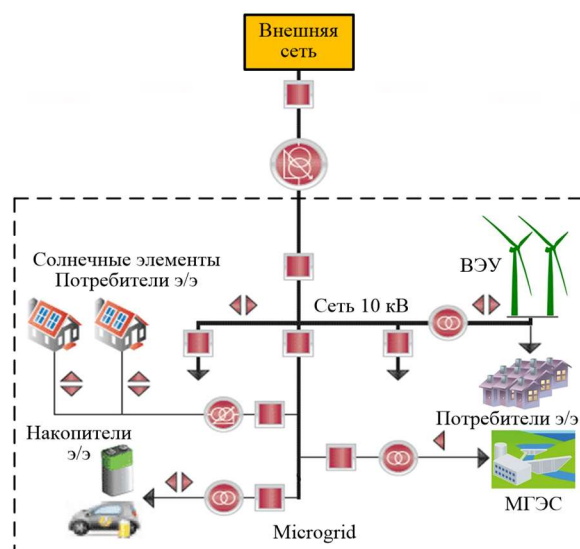 Внешняя
сеть
Солнечные элементы
Потребители э/э
ВЭУ
Сеть 10 кВ
Накопители
э/э
Потребители э/э
МГЭС
Microgrid